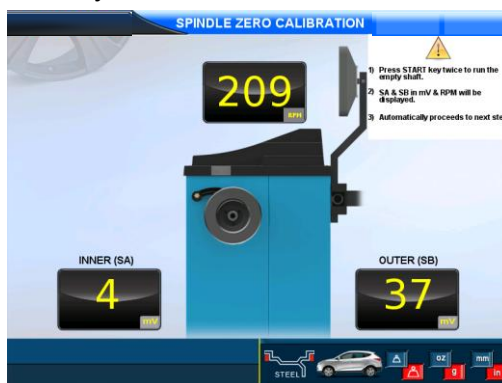 SPINDLE ZERO CALIBRATION
209
RPM
1) Press START key twice to run the
empty shaft.
2) SA & SB in mV & RPM will be
displayed.
3) Automatically proceeds to next ste
INNER (SA)
4
mV
OUTER (SB)
37
mV
STEEL
oz
g
mm
in